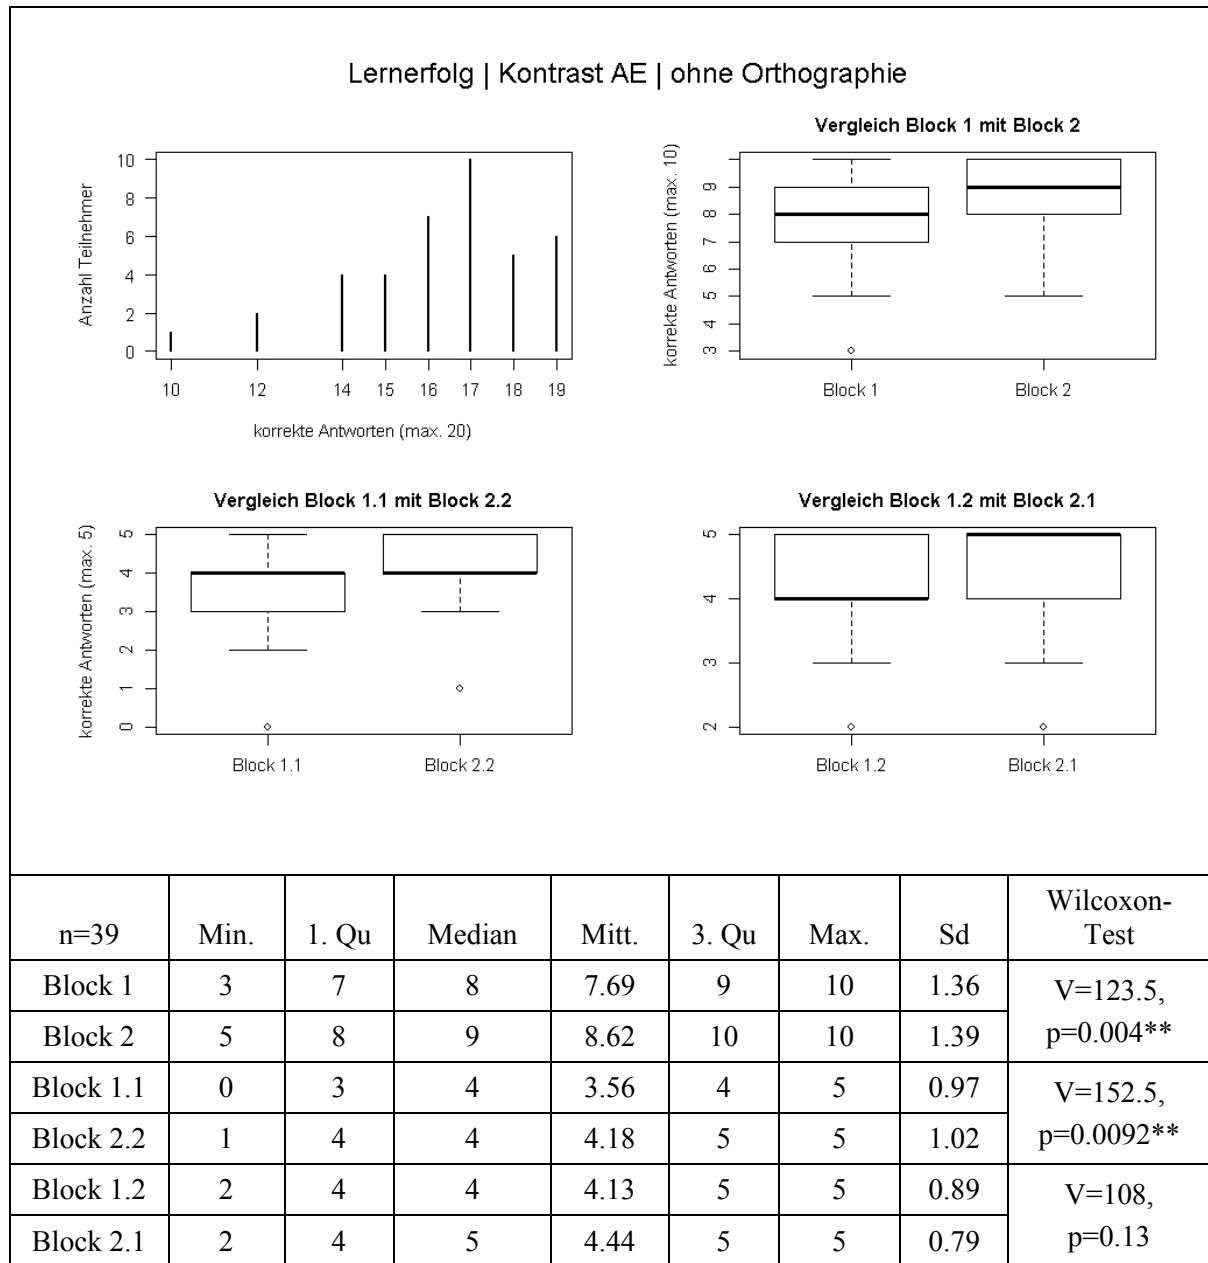 Lernerfolg | Kontrast AE | ohne Orthographie
Anzahl Teilnehmer
10
8
6
4
2
0
10 12 14 15 16 17 18 19
korrekte Antworten (max. 20)
Vergleich Block 1 mit Block 2
korrekte Antworten (max. 10)
9
8
7
6
5
4
3
Block 1 Block 2
Vergleich Block 1.1 mit Block 2.2
korrekte Antworten (max. 5)
5
4
3
2
1
0
Block 1.1 Block 2.2
Vergleich Block 1.2 mit Block 2.1
5
4
3
2
Block 1.2 Block 2.1
n=39 Min. 1. Qu Median Mitt. 3. Qu Max. Sd Wilcoxon-
Test
Block 1 3 7 8 7.69 9 10 1.36 V=123.5,
Block 2 5 8 9 8.62 10 10 1.39 p=0.004**
Block 1.1 0 3 4 3.56 4 5 0.97 V=152.5,
Block 2.2 1 4 4 4.18 5 5 1.02 p=0.0092**
Block 1.2 2 4 4 4.13 5 5 0.89 V=108,
Block 2.1 2 4 5 4.44 5 5 0.79 p=0.13